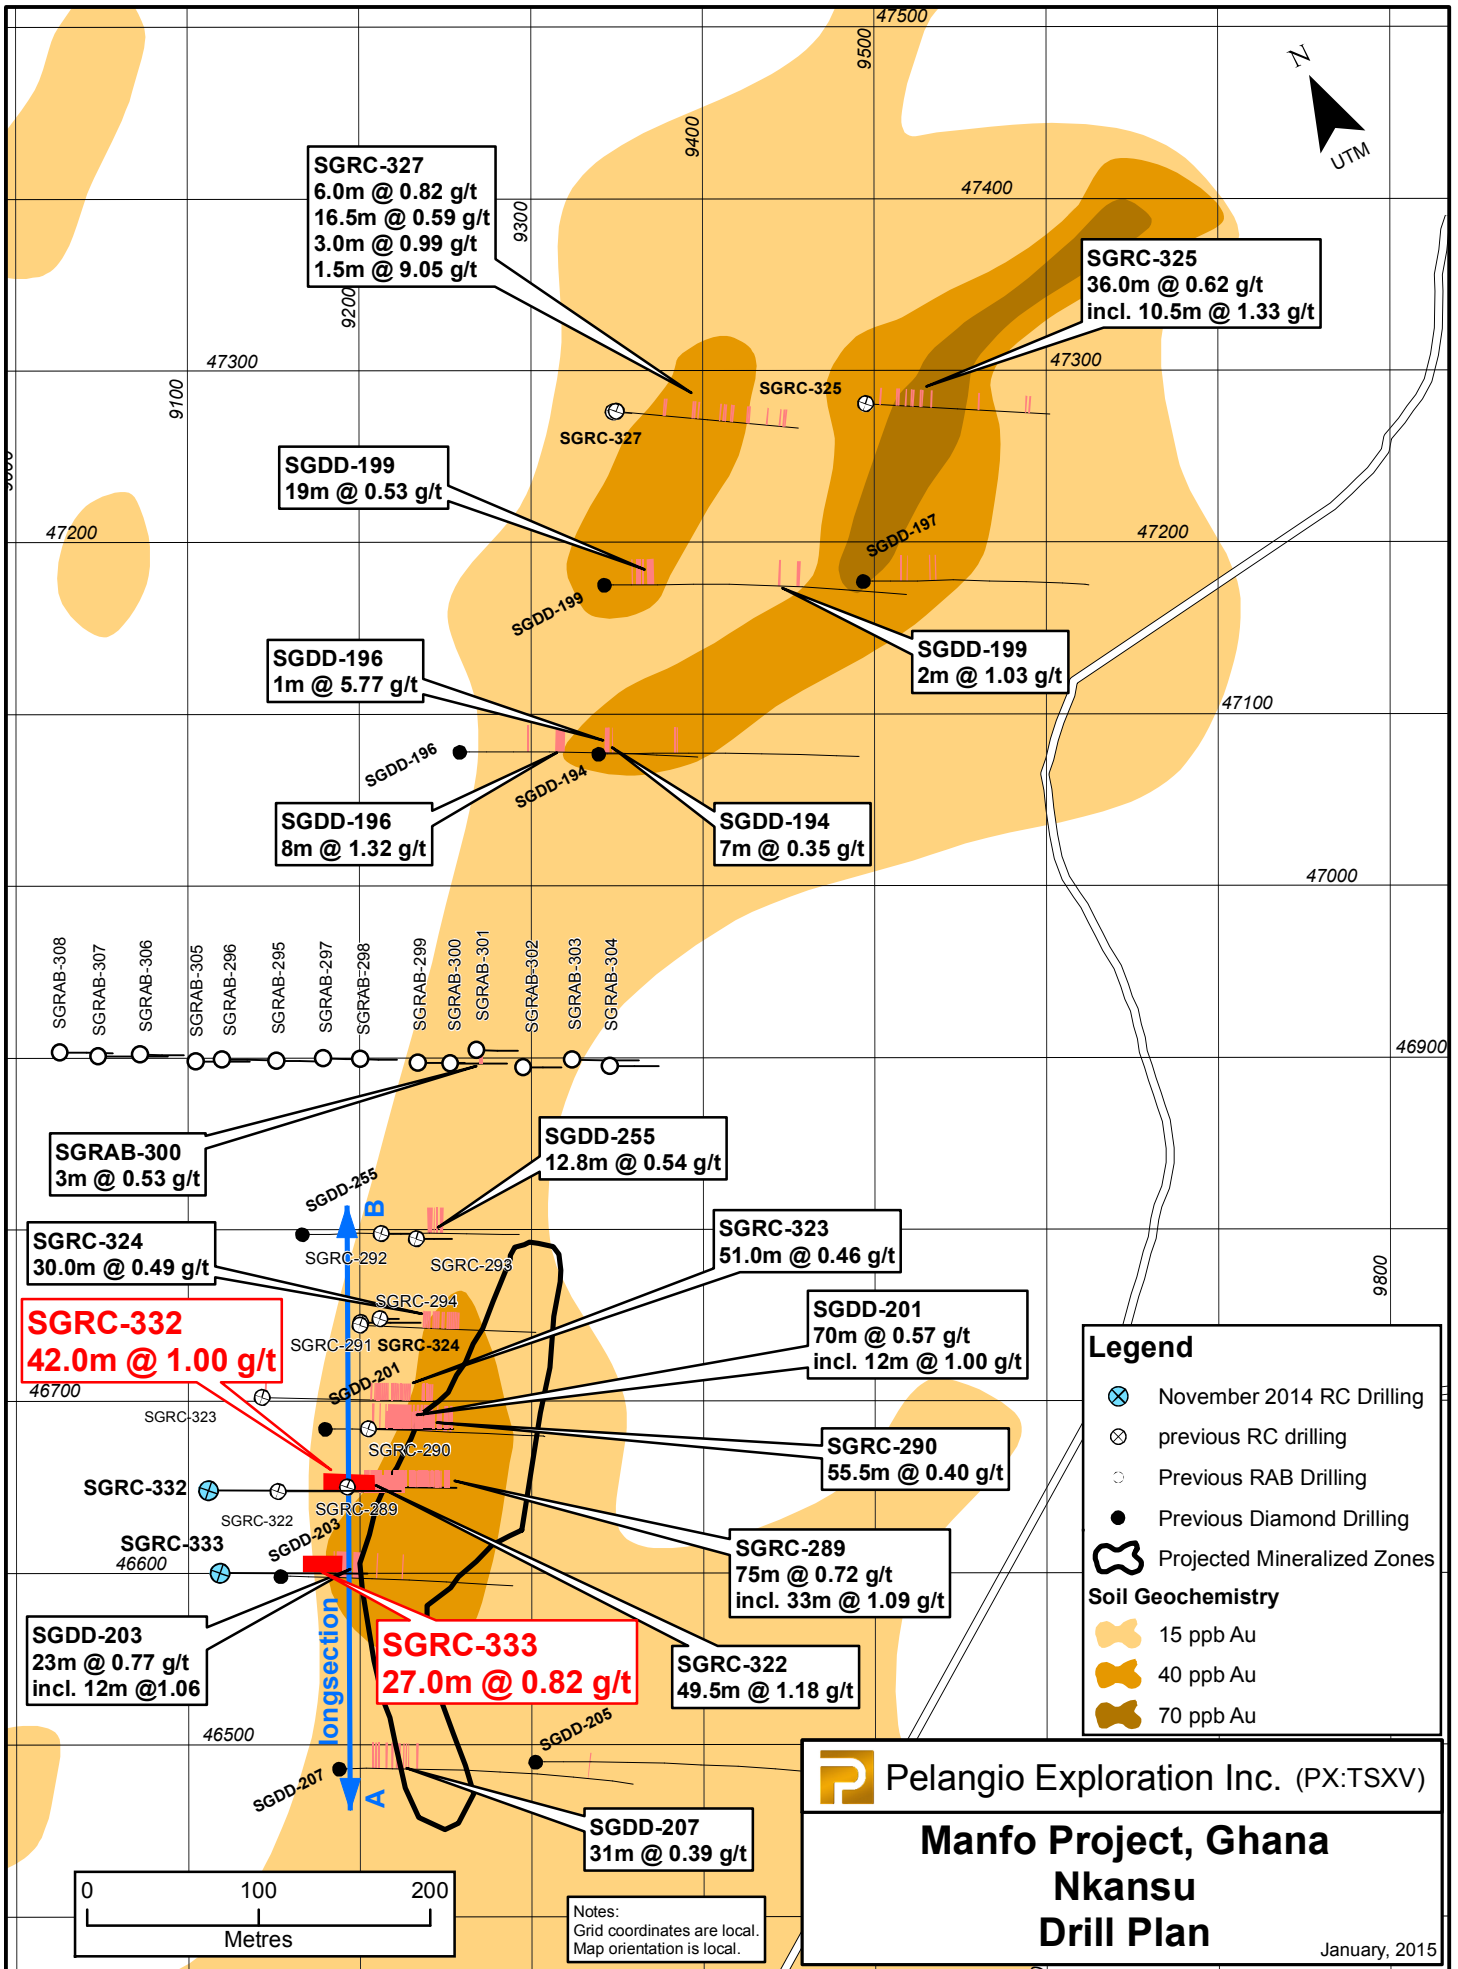 47500
9500
N
UTM
9400
SGRC-327
6.0m @ 0.82 g/t
16.5m @ 0.59 g/t
3.0m @ 0.99 g/t
1.5m @ 9.05 g/t
47400
9300
SGRC-325
36.0m @ 0.62 g/t
incl. 10.5m @ 1.33 g/t
9200
47300
47300
9100
SGRC-325
SGRC-327
SGDD-199
19m @ 0.53 g/t
47200
SGDD-197
47200
SGDD-199
SGDD-199
2m @ 1.03 g/t
SGDD-196
1m @ 5.77 g/t
47100
SGDD-196
SGDD-194
SGDD-196
8m @ 1.32 g/t
SGDD-194
7m @ 0.35 g/t
47000
SGRAB-308
SGRAB-307
SGRAB-306
SGRAB-305
SGRAB-296
SGRAB-295
SGRAB-297
SGRAB-298
SGRAB-299
SGRAB-300
SGRAB-301
SGRAB-302
SGRAB-303
SGRAB-304
46900
SGRAB-300
3m @ 0.53 g/t
SGDD-255
12.8m @ 0.54 g/t
SGDD-255
B
SGRC-292
SGRC-293
SGRC-324
30.0m @ 0.49 g/t
SGRC-323
51.0m @ 0.46 g/t
9800
SGRC-294
SGRC-291
SGRC-324
SGRC-332
42.0m @ 1.00 g/t
SGDD-201
70m @ 0.57 g/t
incl. 12m @ 1.00 g/t
46700
SGDD-201
SGRC-323
SGRC-290
SGRC-290
55.5m @ 0.40 g/t
SGRC-332
SGRC-289
SGRC-322
SGRC-333
SGDD-203
46600
SGRC-289
75m @ 0.72 g/t
incl. 33m @ 1.09 g/t
SGDD-203
23m @ 0.77 g/t
incl. 12m @1.06
longsection
SGRC-333
27.0m @ 0.82 g/t
SGRC-322
49.5m @ 1.18 g/t
46500
SGDD-205
SGDD-207
A
SGDD-207
31m @ 0.39 g/t
Legend
November 2014 RC Drilling
previous RC drilling
Previous RAB Drilling
Previous Diamond Drilling
Projected Mineralized Zones
Soil Geochemistry
15 ppb Au
40 ppb Au
70 ppb Au
Pelangio Exploration Inc. (PX:TSXV)
Manfo Project, Ghana
Nkansu
Drill Plan
January, 2015
0 100 200
Metres
Notes:
Grid coordinates are local.
Map orientation is local.